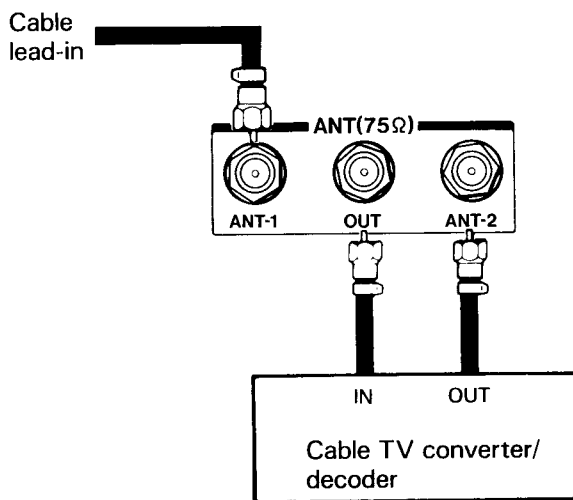 Cable
lead-in
ANT(75Ω)
ANT-1 OUT ANT-2
IN OUT
Cable TV converter/
decoder